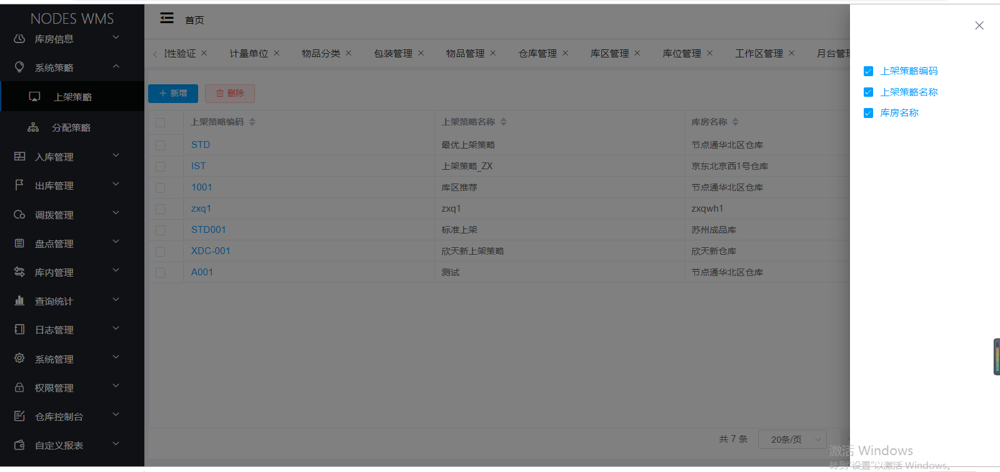 NODES WMS
库房信息
系统策略
上架策略
分配策略
入库管理
出库管理
调拨管理
盘点管理
库内管理
查询统计
日志管理
系统管理
权限管理
仓库控制台
自定义报表
首页
性验证 计量单位 物品分类 包装管理 物品管理 仓库管理 库区管理 库位管理 工作区管理 月台管理
新增 删除
上架策略编码 上架策略名称 库房名称
STD 最优上架策略 节点通华北区仓库
IST 上架策略_ZX 京东北京西1号仓库
1001 库区推荐 节点通华北区仓库
zxq1 zxq1 zxqwh1
STD001 标准上架 苏州成品库
XDC-001 欣天新上架策略 欣天新仓库
A001 测试 节点通华北区仓库
共 7 条 20条/页
上架策略编码
上架策略名称
库房名称
激活 Windows
转到"设置"以激活 Windows。